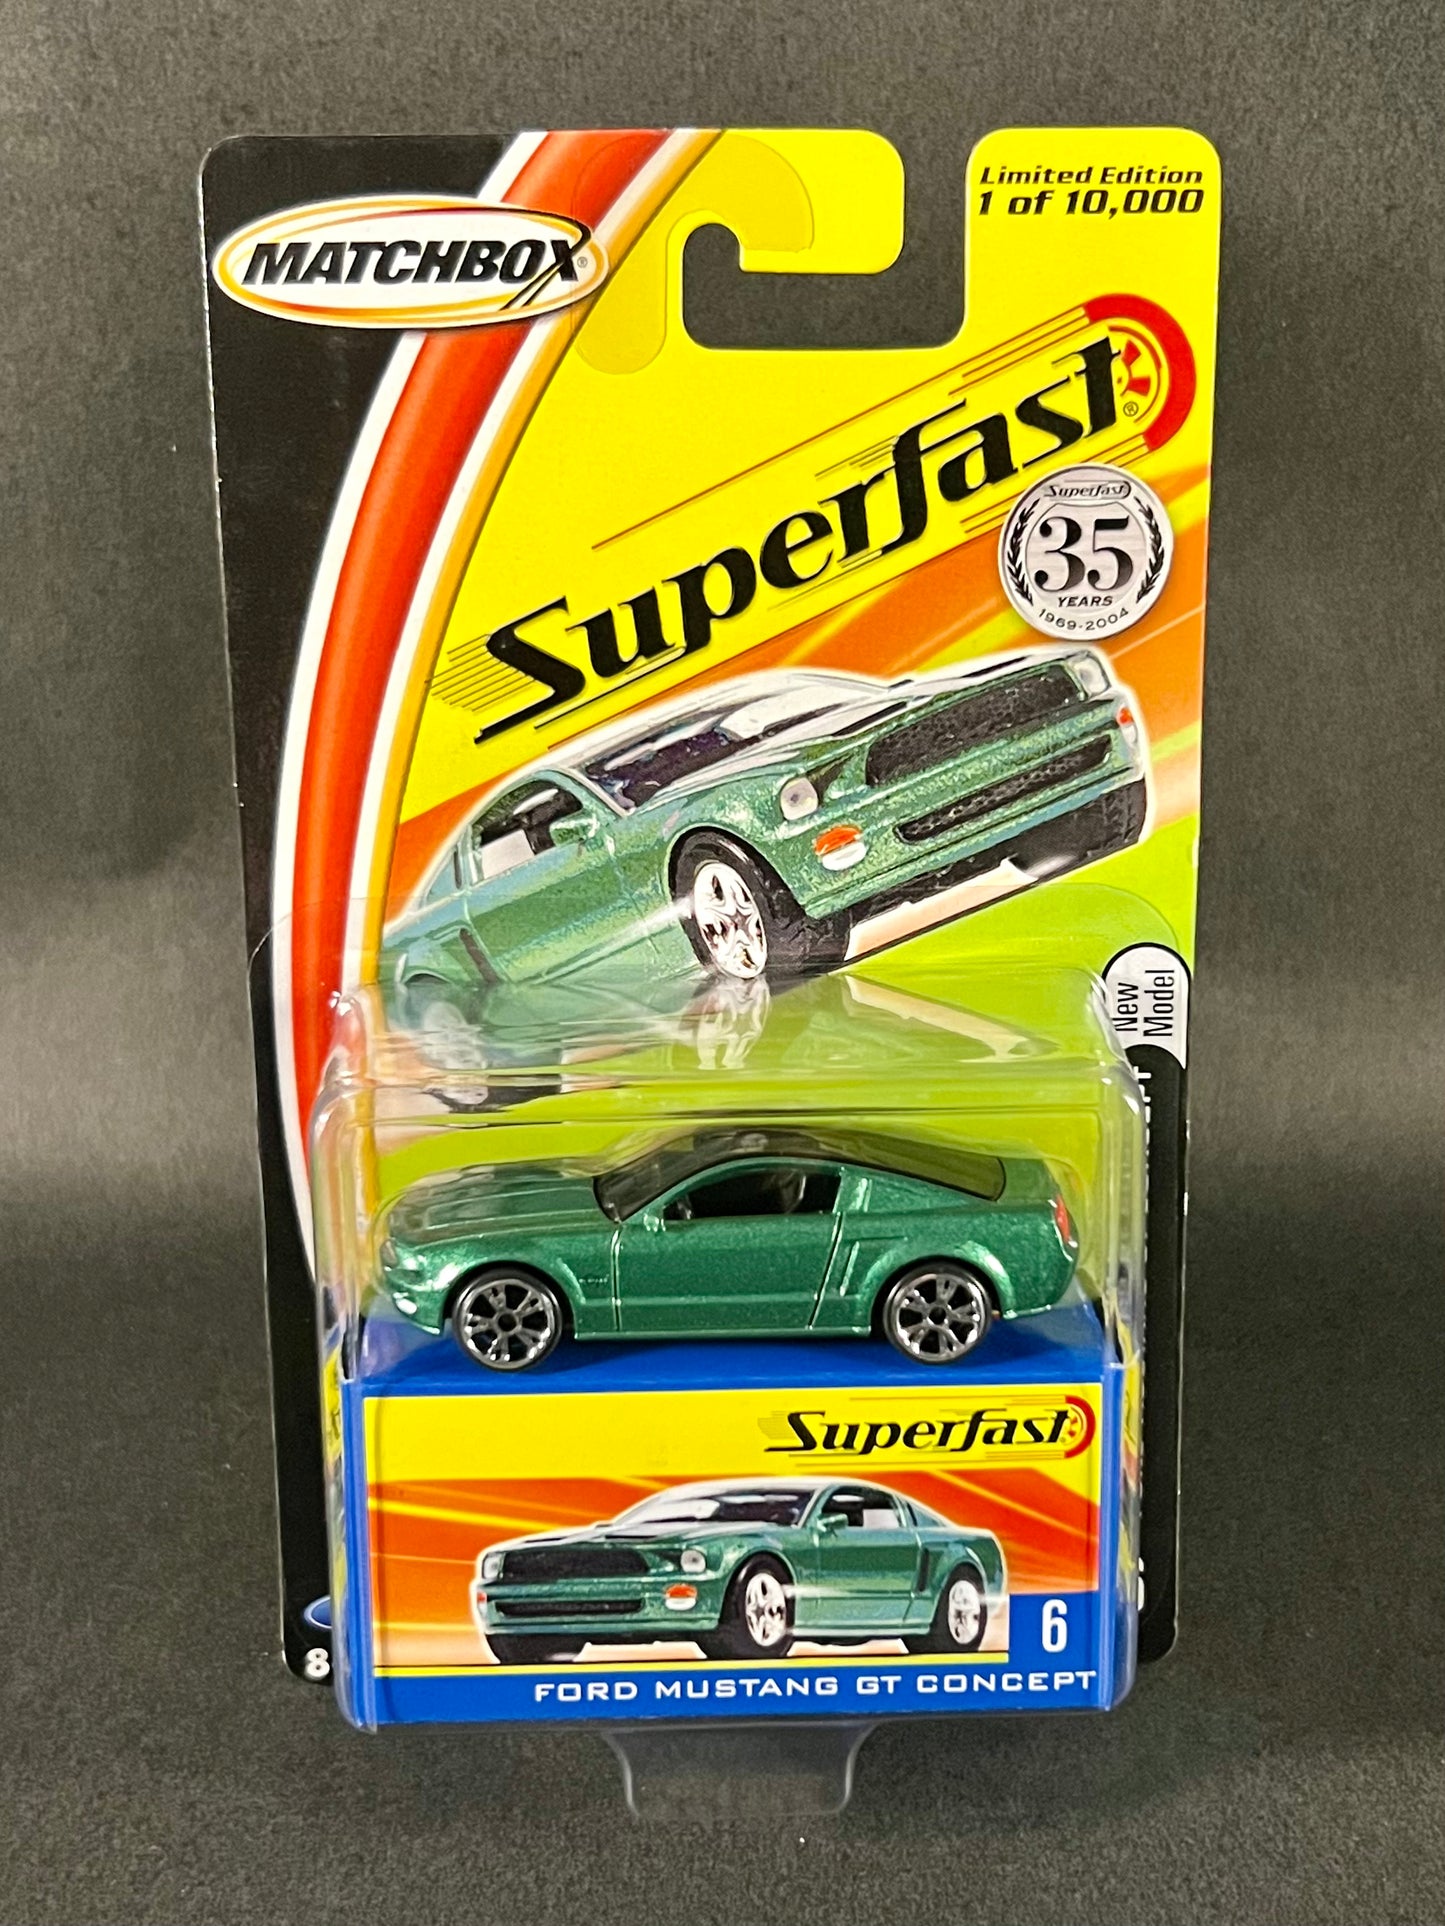 Limited Edition
1 of 10,000
MATCHBOX®
Superfast®
Superfast
35
YEARS
1969-2004
New
Model
Superfast
6
8
FORD MUSTANG GT CONCEPT